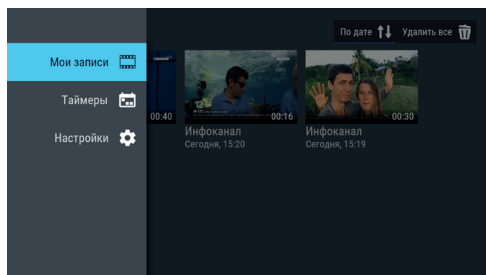 По дате
Удалить все
Мои записи
Таймеры
Настройки
00:40
00:16
00:30
Инфоканал
Сегодня, 15:20
Инфоканал
Сегодня, 15:19